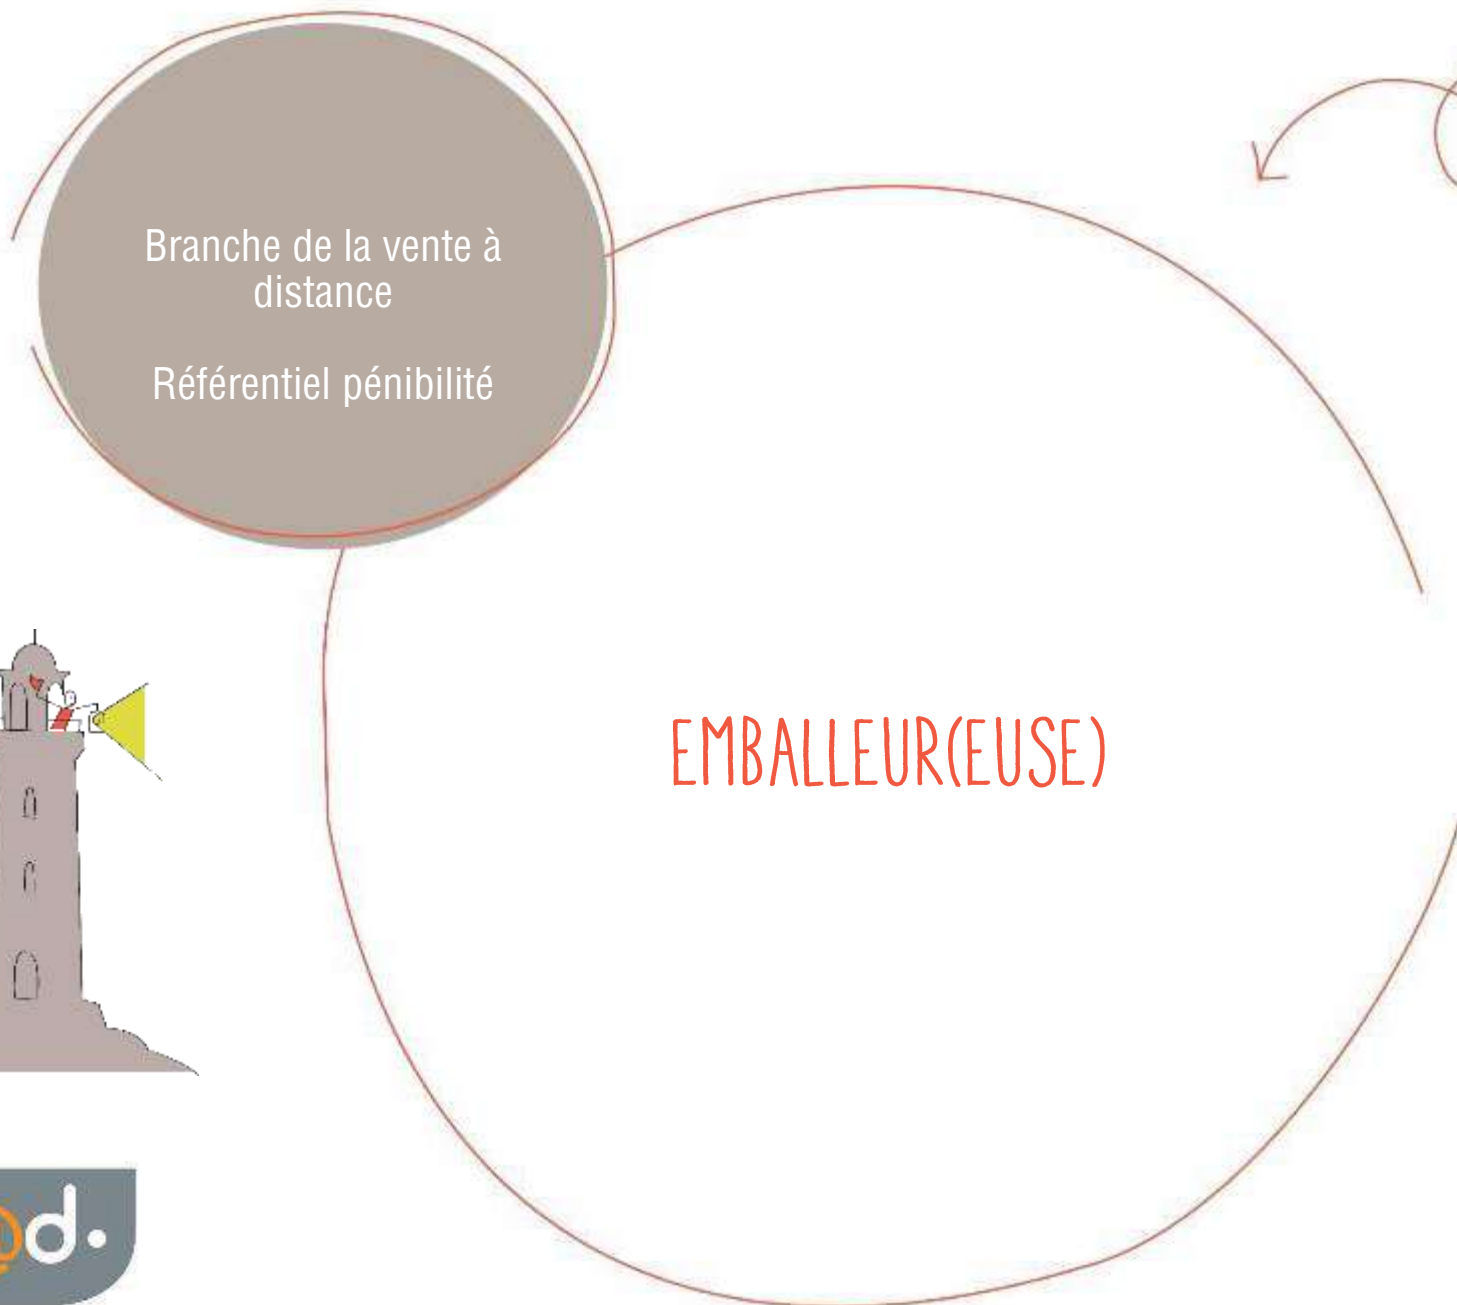 Branche de la vente à
distance
Référentiel pénibilité
EMBALLEUR(EUSE)
d.